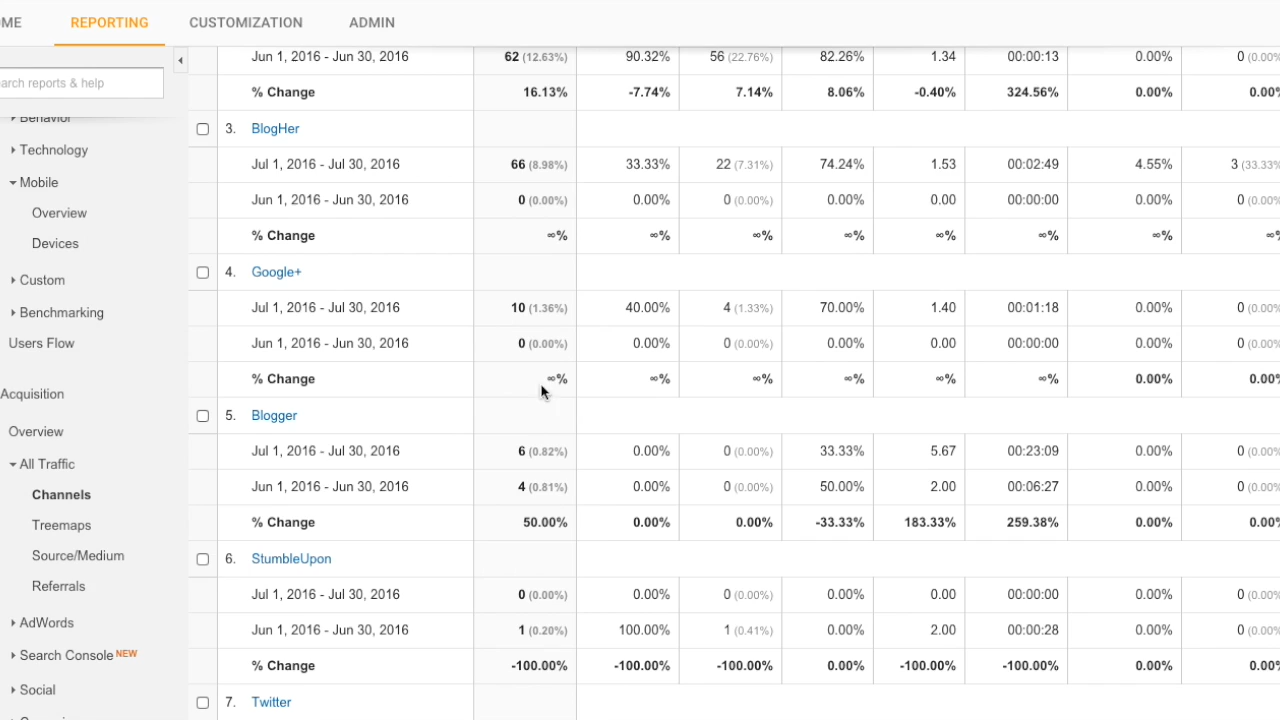 OME REPORTING CUSTOMIZATION ADMIN
arch reports & help
Behavior
Technology
Mobile
Overview
Devices
Custom
Benchmarking
Users Flow
Acquisition
Overview
All Traffic
Channels
Treemaps
Source/Medium
Referrals
AdWords
Search Console NEW
Social
Jun 1, 2016 - Jun 30, 2016 62 (12.63%) 90.32% 56 (22.76%) 82.26% 1.34 00:00:13 0.00% 0 (0.00%
% Change 16.13% -7.74% 7.14% 8.06% -0.40% 324.56% 0.00% 0.00%
3. BlogHer
Jul 1, 2016 - Jul 30, 2016 66 (8.98%) 33.33% 22 (7.31%) 74.24% 1.53 00:02:49 4.55% 3 (33.33%
Jun 1, 2016 - Jun 30, 2016 0 (0.00%) 0.00% 0 (0.00%) 0.00% 0.00 00:00:00 0.00% 0 (0.00%
% Change ∞% ∞% ∞% ∞% ∞% ∞% ∞% ∞%
4. Google+
Jul 1, 2016 - Jul 30, 2016 10 (1.36%) 40.00% 4 (1.33%) 70.00% 1.40 00:01:18 0.00% 0 (0.00%
Jun 1, 2016 - Jun 30, 2016 0 (0.00%) 0.00% 0 (0.00%) 0.00% 0.00 00:00:00 0.00% 0 (0.00%
% Change ∞% ∞% ∞% ∞% ∞% ∞% 0.00% 0.00%
5. Blogger
Jul 1, 2016 - Jul 30, 2016 6 (0.82%) 0.00% 0 (0.00%) 33.33% 5.67 00:23:09 0.00% 0 (0.00%
Jun 1, 2016 - Jun 30, 2016 4 (0.81%) 0.00% 0 (0.00%) 50.00% 2.00 00:06:27 0.00% 0 (0.00%
% Change 50.00% 0.00% 0.00% -33.33% 183.33% 259.38% 0.00% 0.00%
6. StumbleUpon
Jul 1, 2016 - Jul 30, 2016 0 (0.00%) 0.00% 0 (0.00%) 0.00% 0.00 00:00:00 0.00% 0 (0.00%
Jun 1, 2016 - Jun 30, 2016 1 (0.20%) 100.00% 1 (0.41%) 0.00% 2.00 00:00:28 0.00% 0 (0.00%
% Change -100.00% -100.00% -100.00% 0.00% -100.00% -100.00% 0.00% 0.00%
7. Twitter